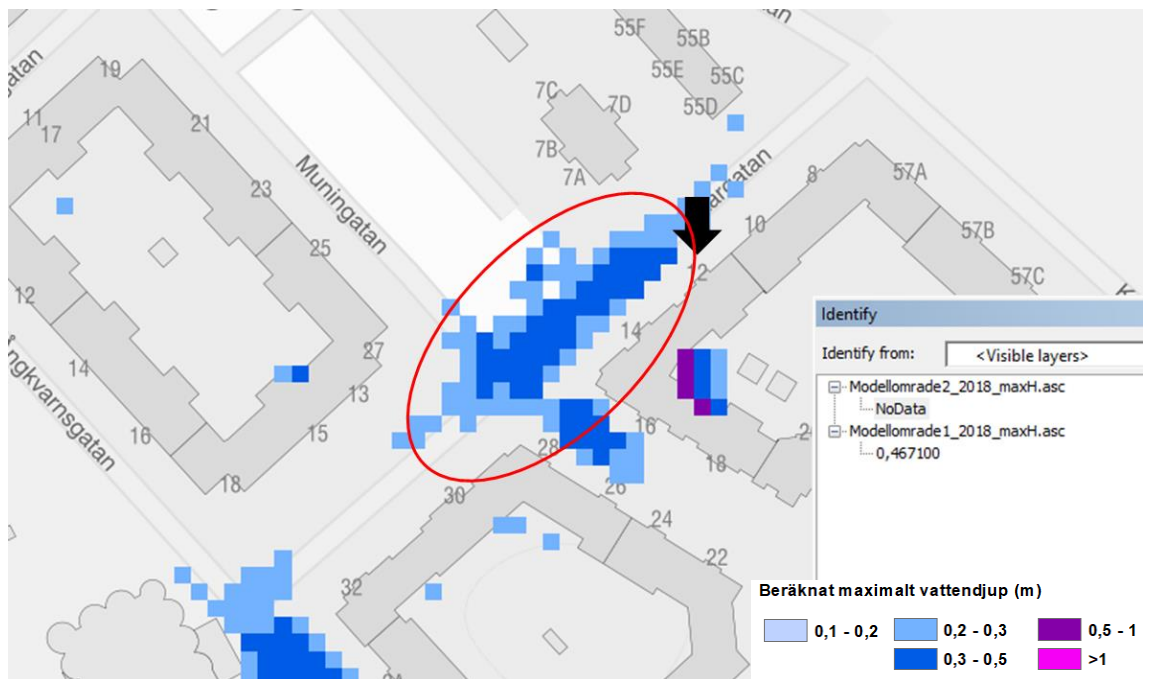 55F
55B
55E
55C
55D
7C
7D
7B
7A
19
11
17
21
23
25
27
13
12
14
16
15
18
Muningatan
8
57A
57B
57C
10
12
14
16
18
28
26
30
24
22
32
Identify
Identify from:
<Visible layers>
Modellomrade2_2018_maxH.asc
NoData
Modellomrade1_2018_maxH.asc
0,467100
Beräknat maximalt vattendjup (m)
0,1 - 0,2
0,2 - 0,3
0,5 - 1
0,3 - 0,5
>1